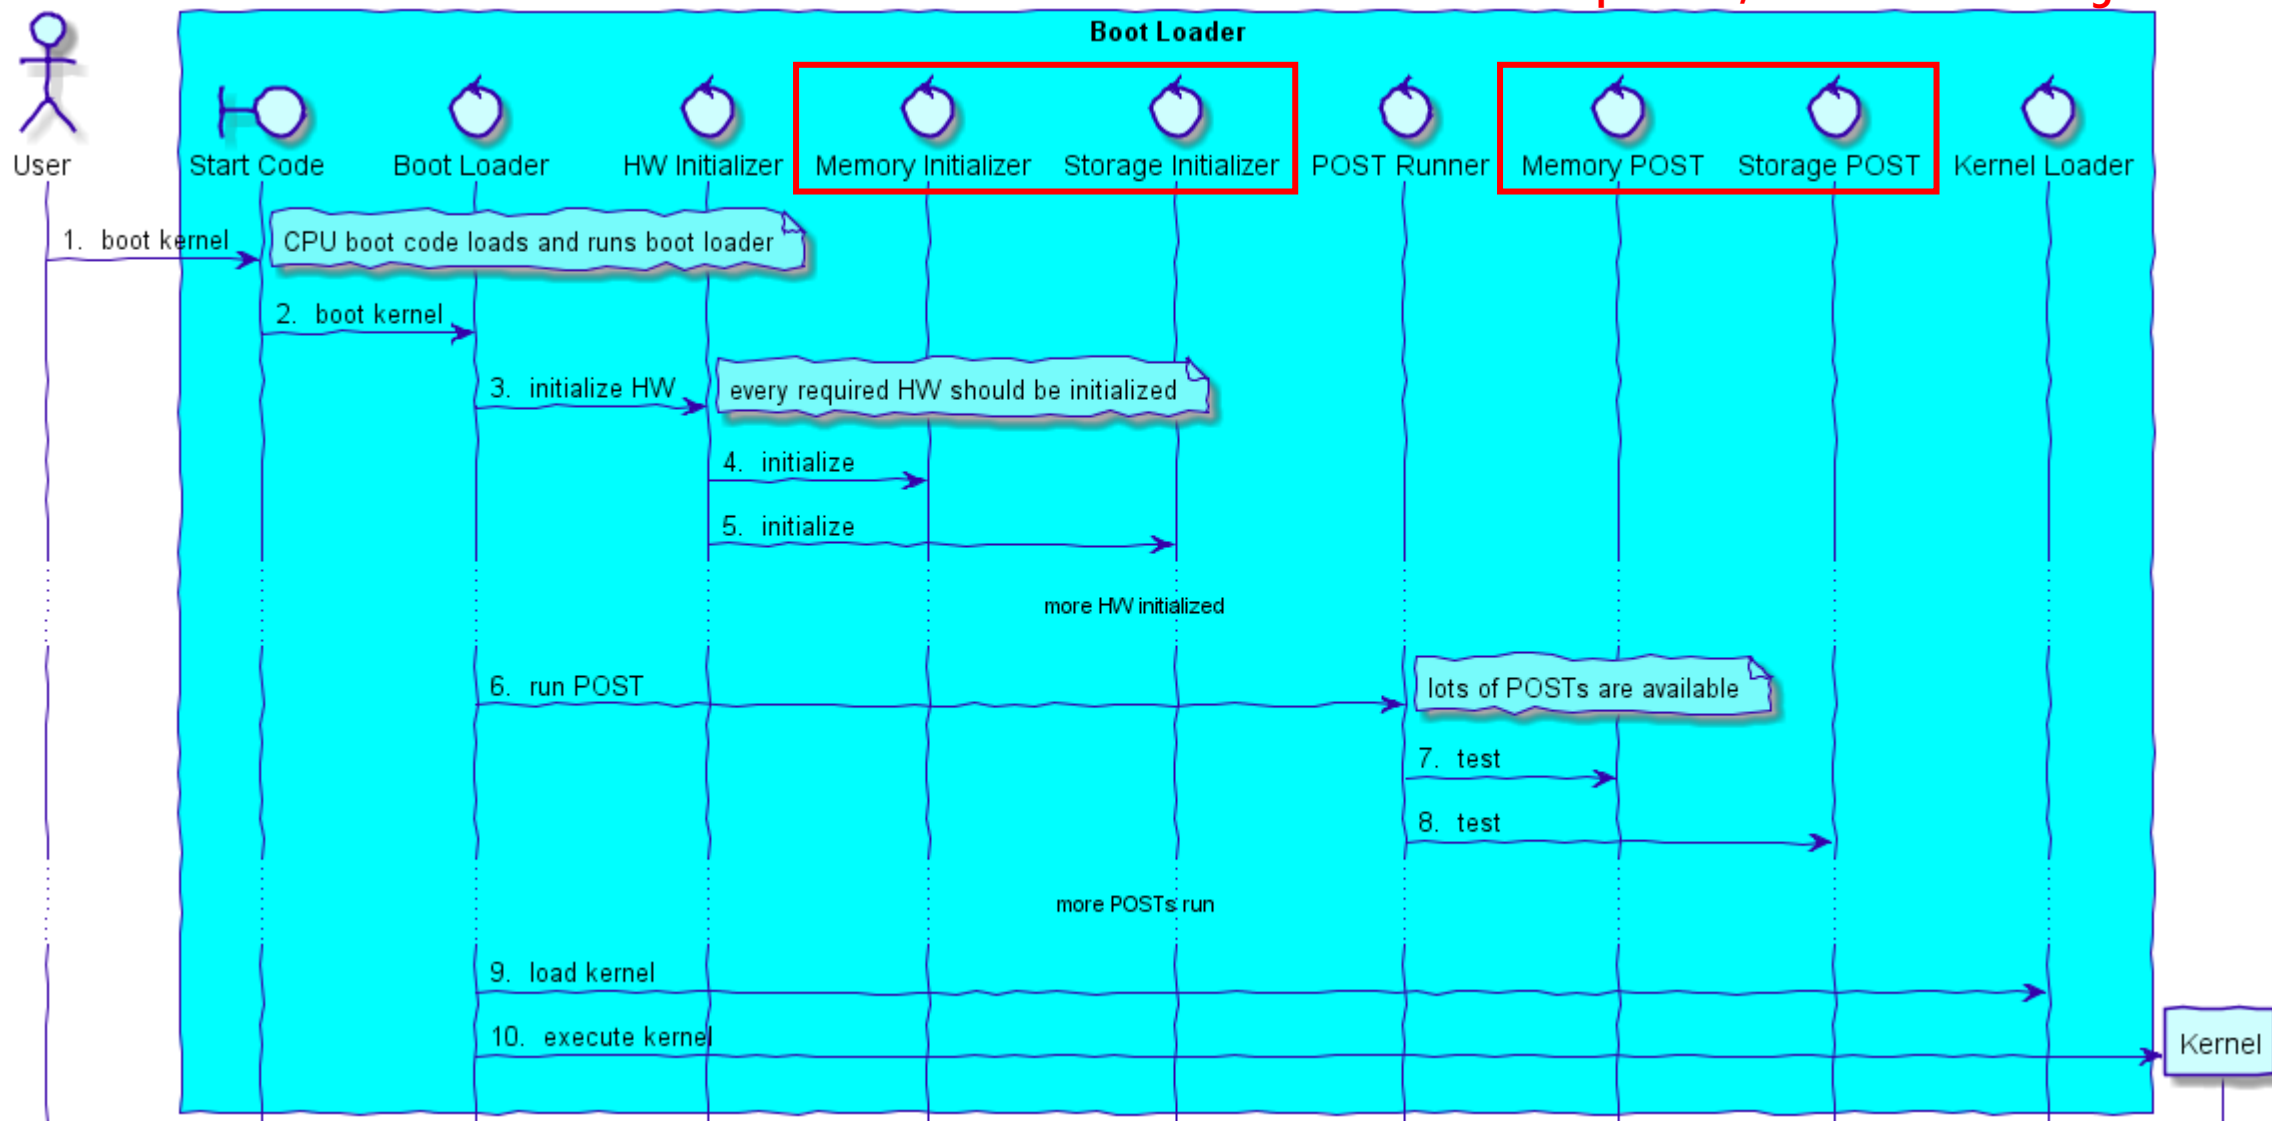 Boot Loader
User
Start Code
Boot Loader
HW Initializer
Memory Initializer
Storage Initializer
POST Runner
Memory POST
Storage POST
Kernel Loader
1. boot kernel
CPU boot code loads and runs boot loader
2. boot kernel
3. initialize HW
every required HW should be initialized
4. initialize
5. initialize
more HW initialized
6. run POST
lots of POSTs are available
7. test
8. test
more POSTs run
9. load kernel
10. execute kernel
Kernel